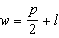 w = p/2 + l